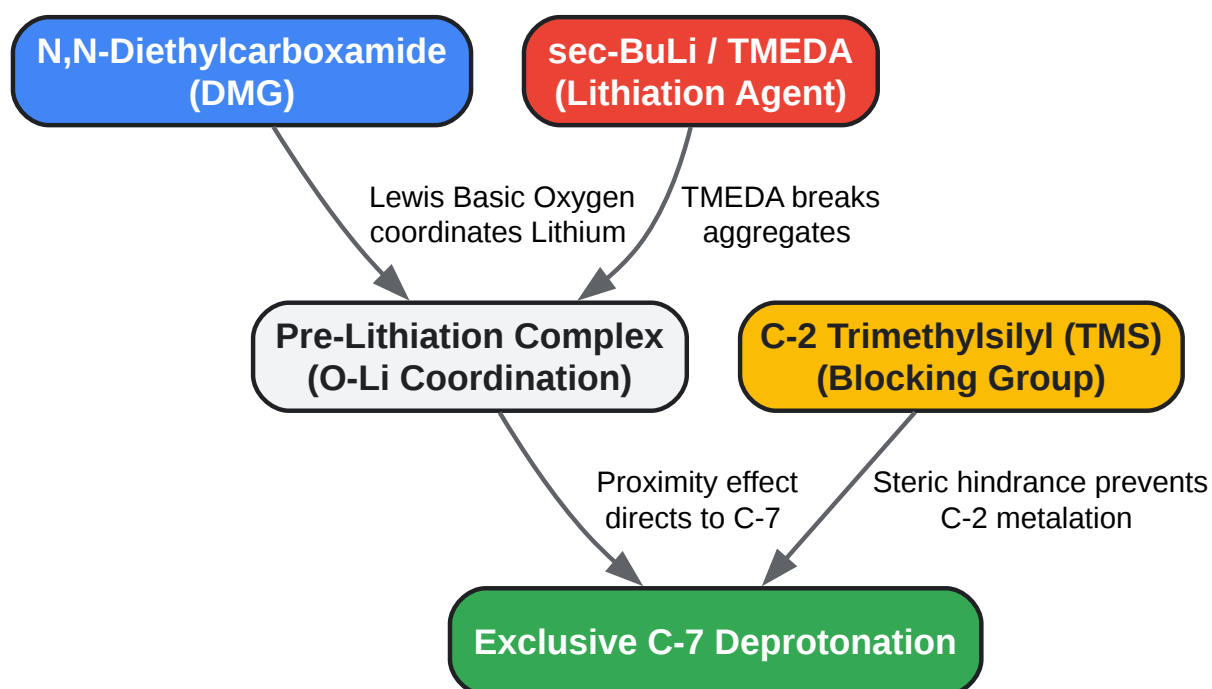 N,N-Diethylcarboxamide
(DMG)
sec-BuLi / TMEDA
(Lithiation Agent)
Lewis Basic Oxygen
coordinates Lithium
TMEDA breaks
aggregates
Pre-Lithiation Complex
(O-Li Coordination)
C-2 Trimethylsilyl (TMS)
(Blocking Group)
Proximity effect
directs to C-7
Steric hindrance prevents
C-2 metalation
Exclusive C-7 Deprotonation